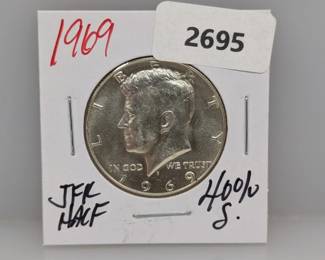 1969
2695
LIBERTY
IN GOD WE TRUST
1969
JFK
HALF
40%
S.